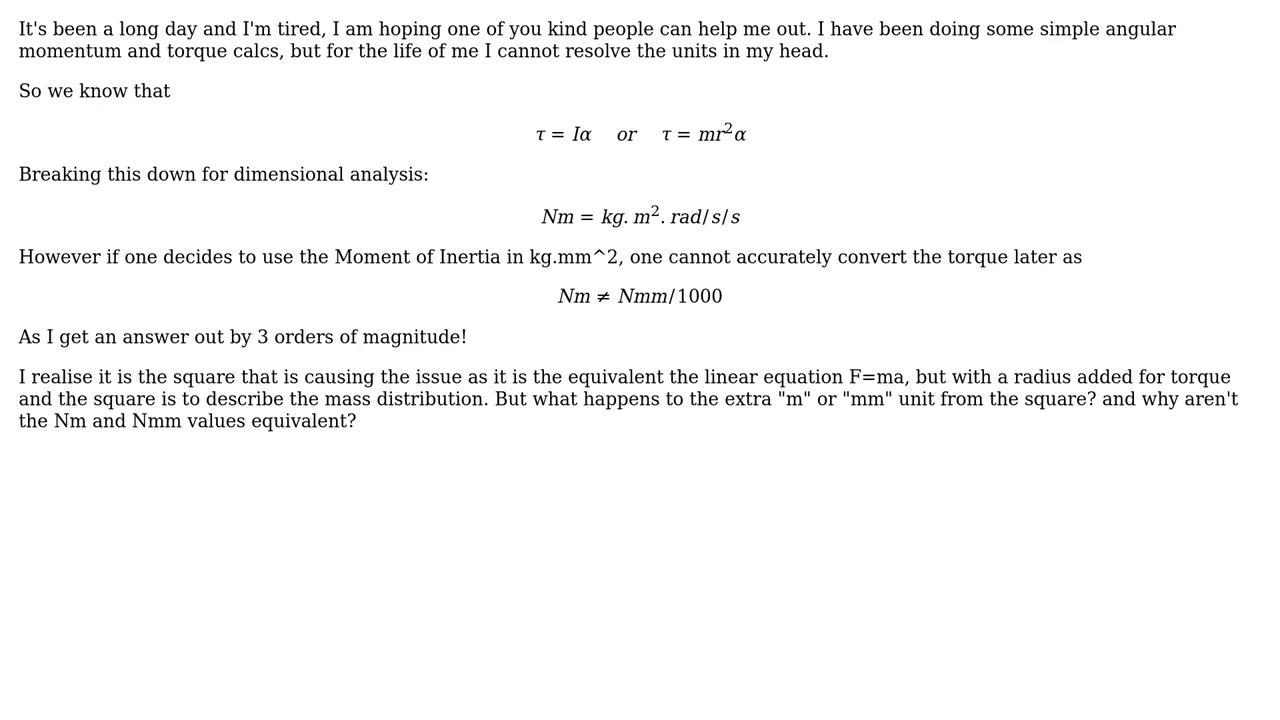 It's been a long day and I'm tired, I am hoping one of you kind people can help me out. I have been doing some simple angular
momentum and torque calcs, but for the life of me I cannot resolve the units in my head.
So we know that
τ = Iα or τ = mr²α
Breaking this down for dimensional analysis:
Nm = kg. m². rad/s/s
However if one decides to use the Moment of Inertia in kg.mm^2, one cannot accurately convert the torque later as
Nm ≠ Nmm/1000
As I get an answer out by 3 orders of magnitude!
I realise it is the square that is causing the issue as it is the equivalent the linear equation F=ma, but with a radius added for torque
and the square is to describe the mass distribution. But what happens to the extra "m" or "mm" unit from the square? and why aren't
the Nm and Nmm values equivalent?